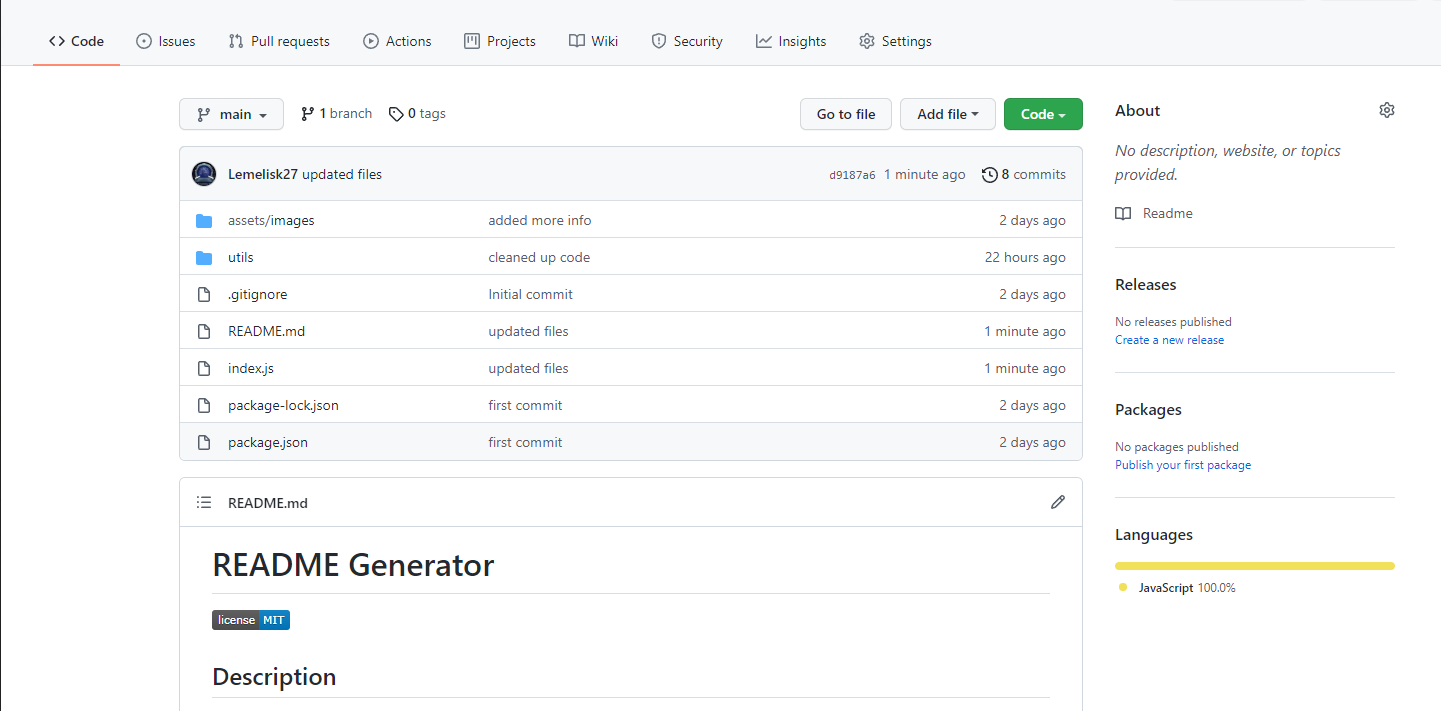 Code Issues Pull requests Actions Projects Wiki Security Insights Settings
main 1 branch 0 tags Go to file Add file Code
Lemelisk27 updated files d9187a6 1 minute ago 8 commits
assets/images added more info 2 days ago
utils cleaned up code 22 hours ago
.gitignore Initial commit 2 days ago
README.md updated files 1 minute ago
index.js updated files 1 minute ago
package-lock.json first commit 2 days ago
package.json first commit 2 days ago
README.md
README Generator
license MIT
Description
About
No description, website, or topics
provided.
Readme
Releases
No releases published
Create a new release
Packages
No packages published
Publish your first package
Languages
JavaScript 100.0%